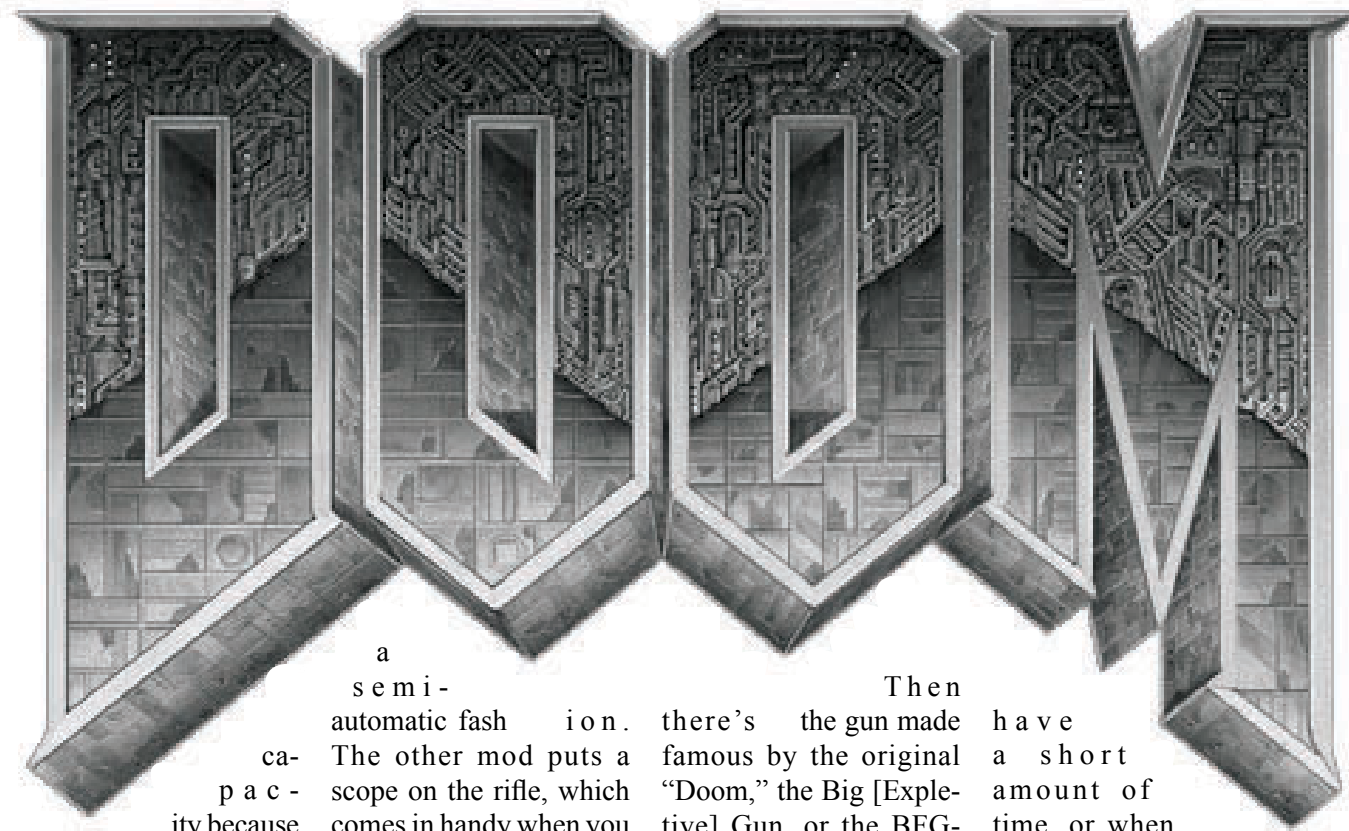 DOOM
ca-
pac-
ity because
a
semi-
automatic fash ion.
The other mod puts a
scope on the rifle, which
comes in handy when you
Then
there's the gun made
famous by the original
“Doom,” the Big [Exple-
tive] Gun, or the BFG-
have
a short
amount of
time, or when